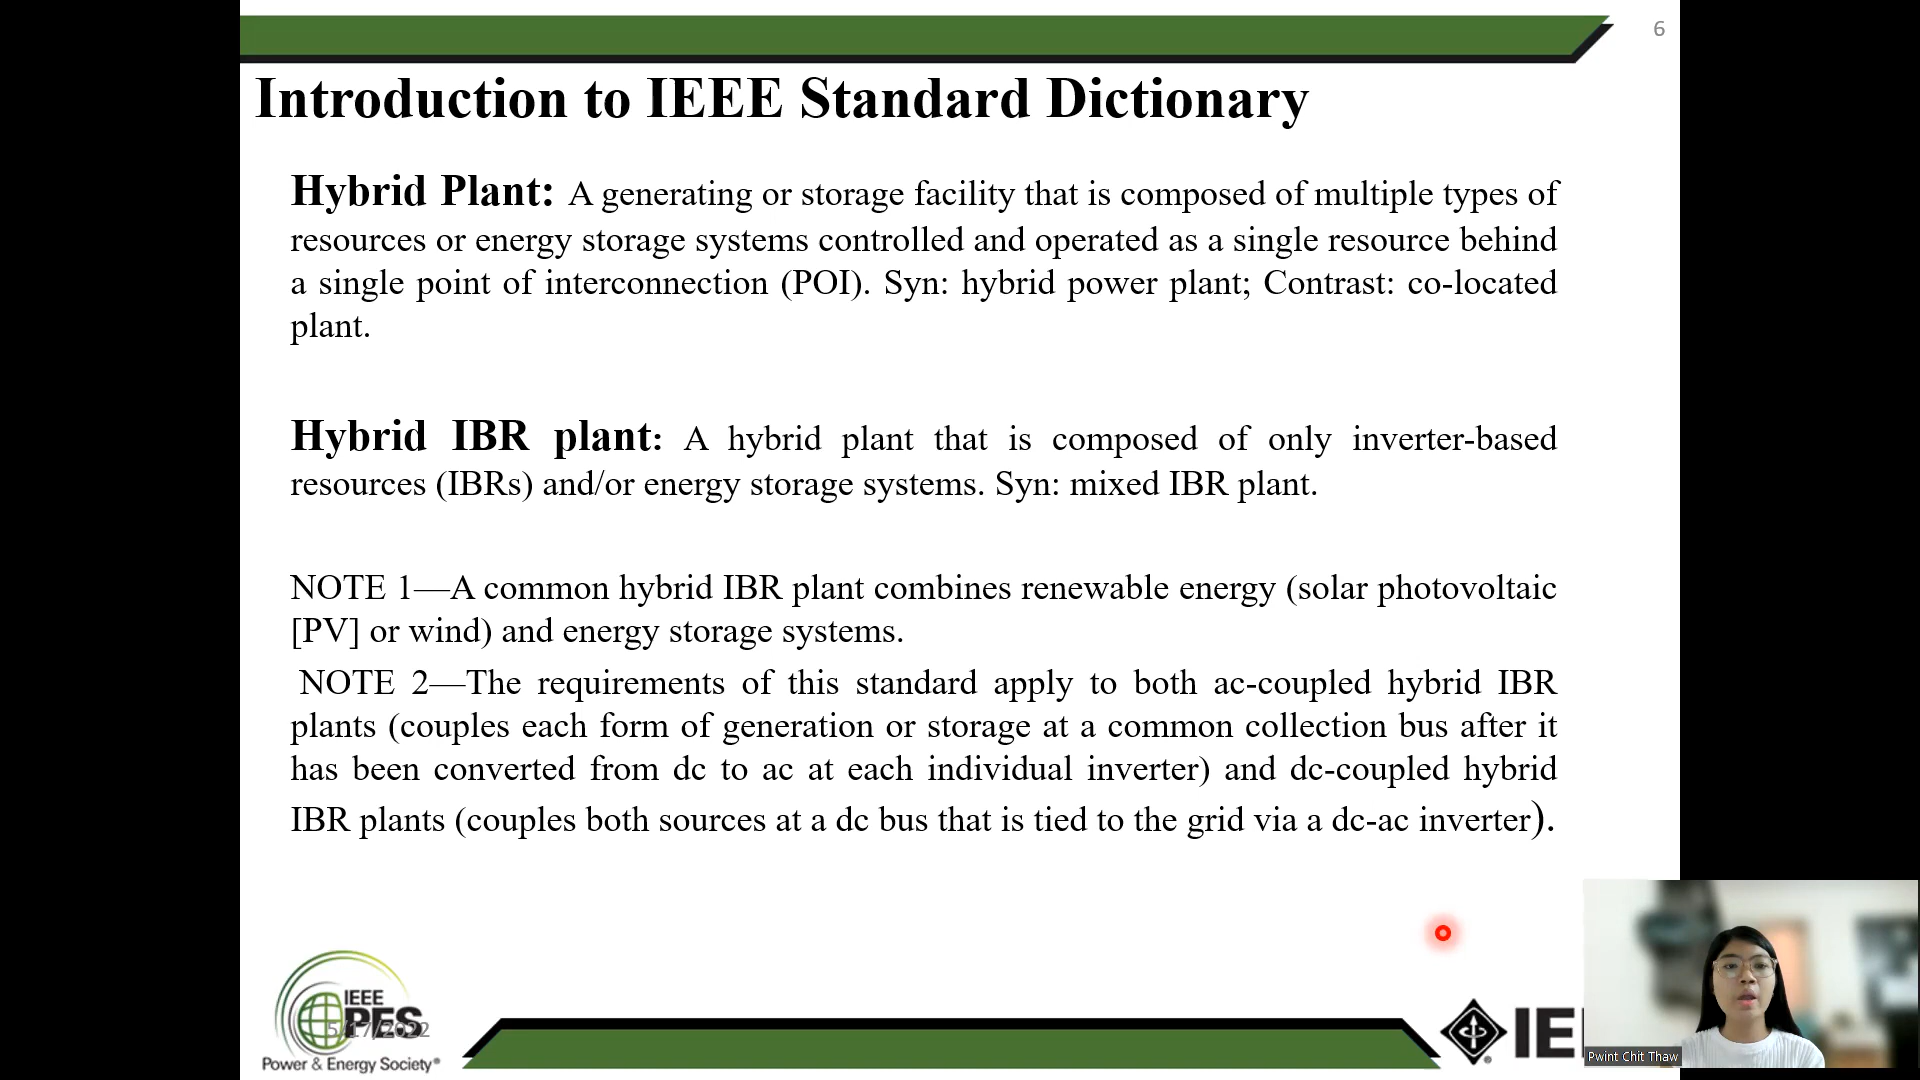 6
Introduction to IEEE Standard Dictionary
Hybrid Plant: A generating or storage facility that is composed of multiple types of
resources or energy storage systems controlled and operated as a single resource behind
a single point of interconnection (POI). Syn: hybrid power plant; Contrast: co-located
plant.
Hybrid IBR plant: A hybrid plant that is composed of only inverter-based
resources (IBRs) and/or energy storage systems. Syn: mixed IBR plant.
NOTE 1—A common hybrid IBR plant combines renewable energy (solar photovoltaic
[PV] or wind) and energy storage systems.
NOTE 2—The requirements of this standard apply to both ac-coupled hybrid IBR
plants (couples each form of generation or storage at a common collection bus after it
has been converted from dc to ac at each individual inverter) and dc-coupled hybrid
IBR plants (couples both sources at a dc bus that is tied to the grid via a dc-ac inverter).
IEEE
PES
5/17/2022
Power & Energy Society®
IE
Pwint Chit Thaw